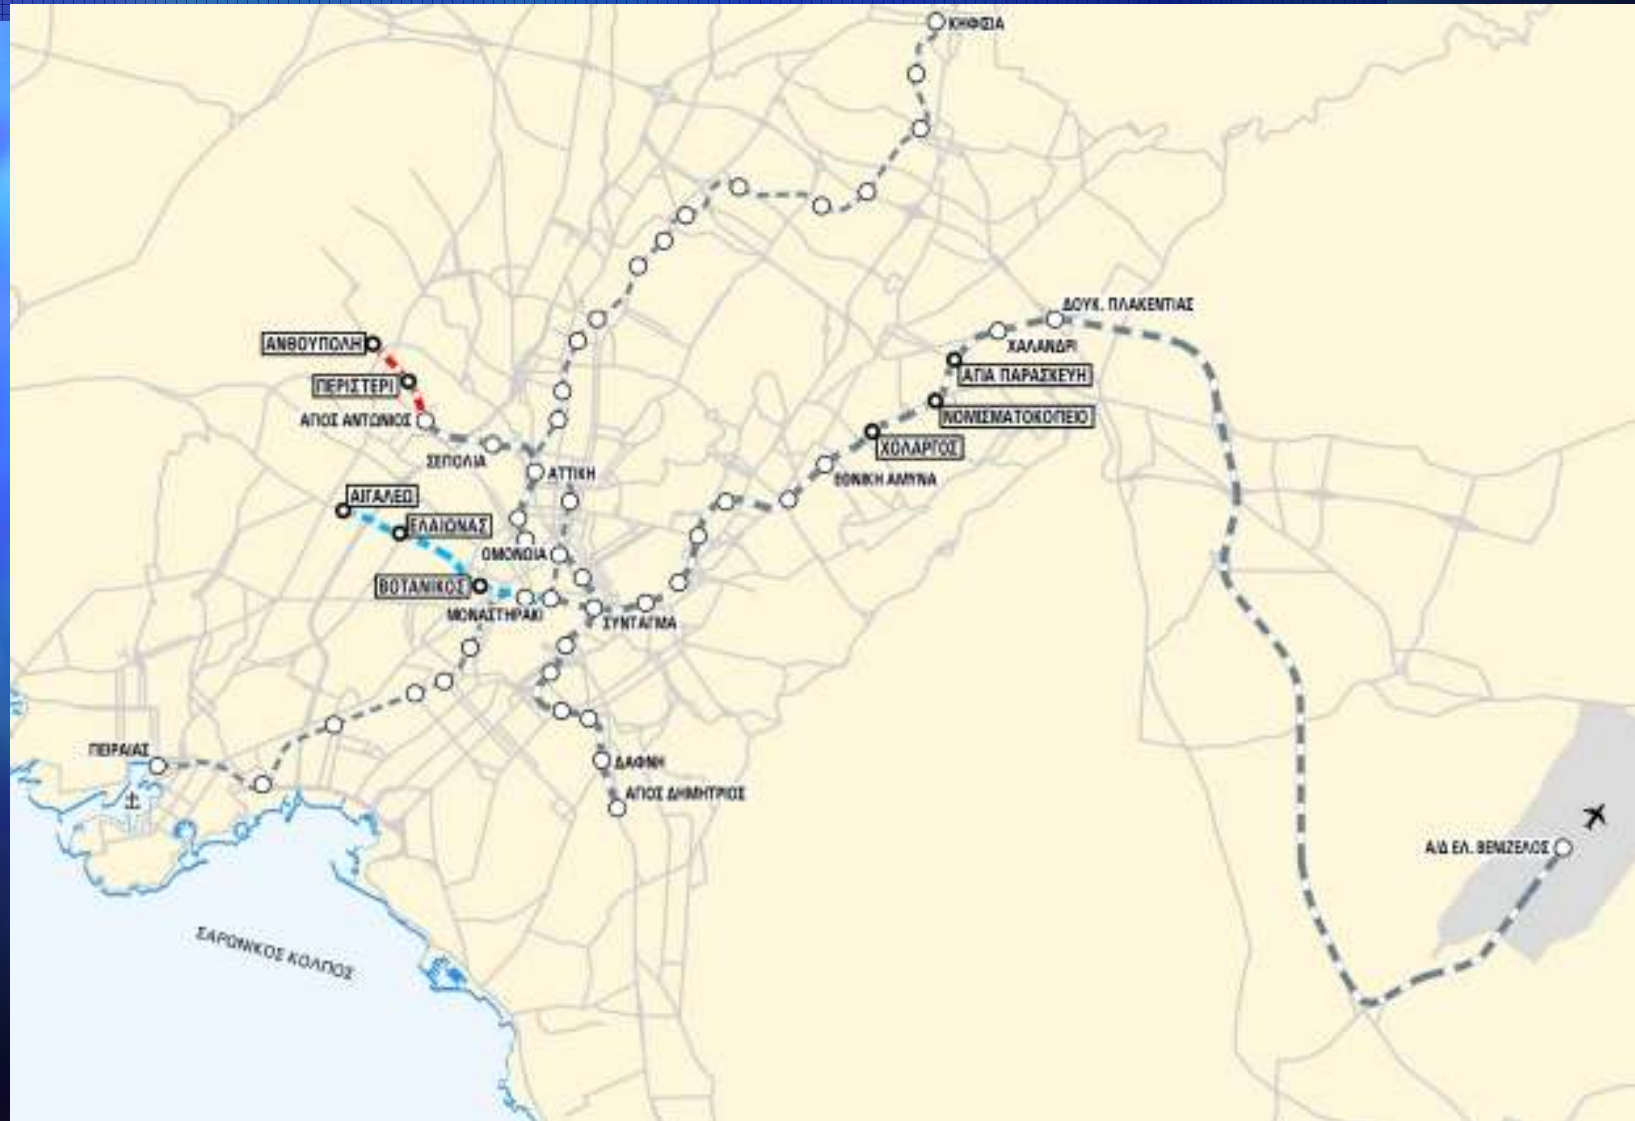 ΚΗΦΙΣΙΑ
ΔΟΥΚ. ΠΛΑΚΕΝΤΙΑΣ
ΑΝΘΟΥΠΟΛΗ
ΧΑΛΑΝΔΡΙ
ΠΕΡΙΣΤΕΡΙ
ΑΓΙΑ ΠΑΡΑΣΚΕΥΗ
ΑΓΙΟΣ ΑΝΤΩΝΙΟΣ
ΝΟΜΙΣΜΑΤΟΚΟΠΕΙΟ
ΧΟΛΑΡΓΟΣ
ΣΕΠΟΛΙΑ
ΑΤΤΙΚΗ
ΕΘΝΙΚΗ ΑΜΥΝΑ
ΑΙΓΑΛΕΩ
ΕΛΑΙΩΝΑΣ
ΟΜΟΝΟΙΑ
ΒΟΤΑΝΙΚΟΣ
ΜΟΝΑΣΤΗΡΑΚΙ
ΣΥΝΤΑΓΜΑ
ΠΕΙΡΑΙΑΣ
ΔΑΦΝΗ
ΑΓΙΟΣ ΔΗΜΗΤΡΙΟΣ
Α/Δ ΕΛ. ΒΕΝΙΖΕΛΟΣ
ΣΑΡΩΝΙΚΟΣ ΚΟΛΠΟΣ